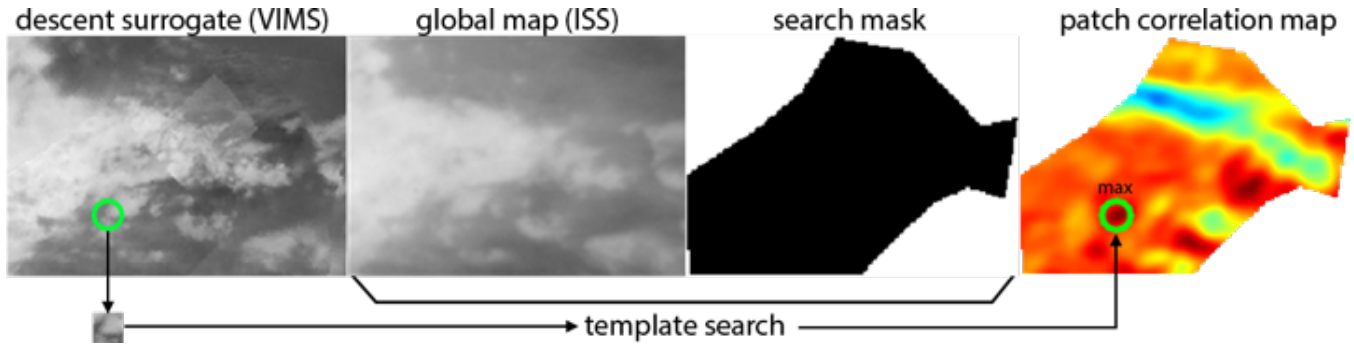 descent surrogate (VIMS)
global map (ISS)
search mask
patch correlation map
max
template search